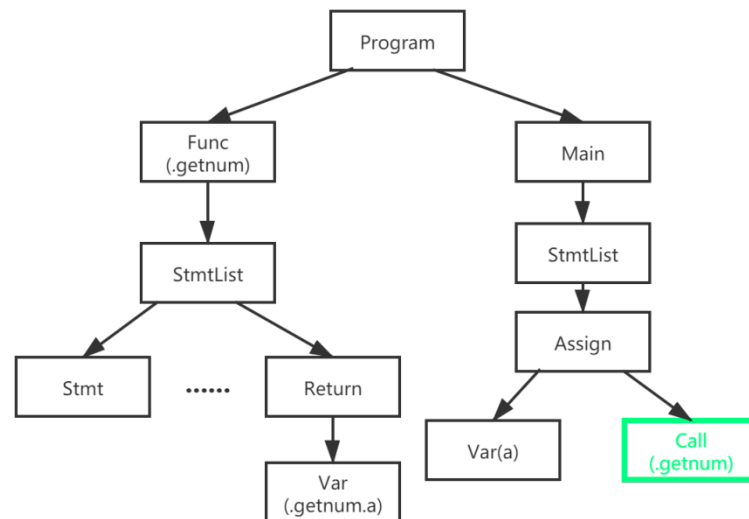 Program
Func
(.getnum)
Main
StmtList
StmtList
Assign
Stmt
......
Return
Var(a)
Call
(.getnum)
Var
(.getnum.a)